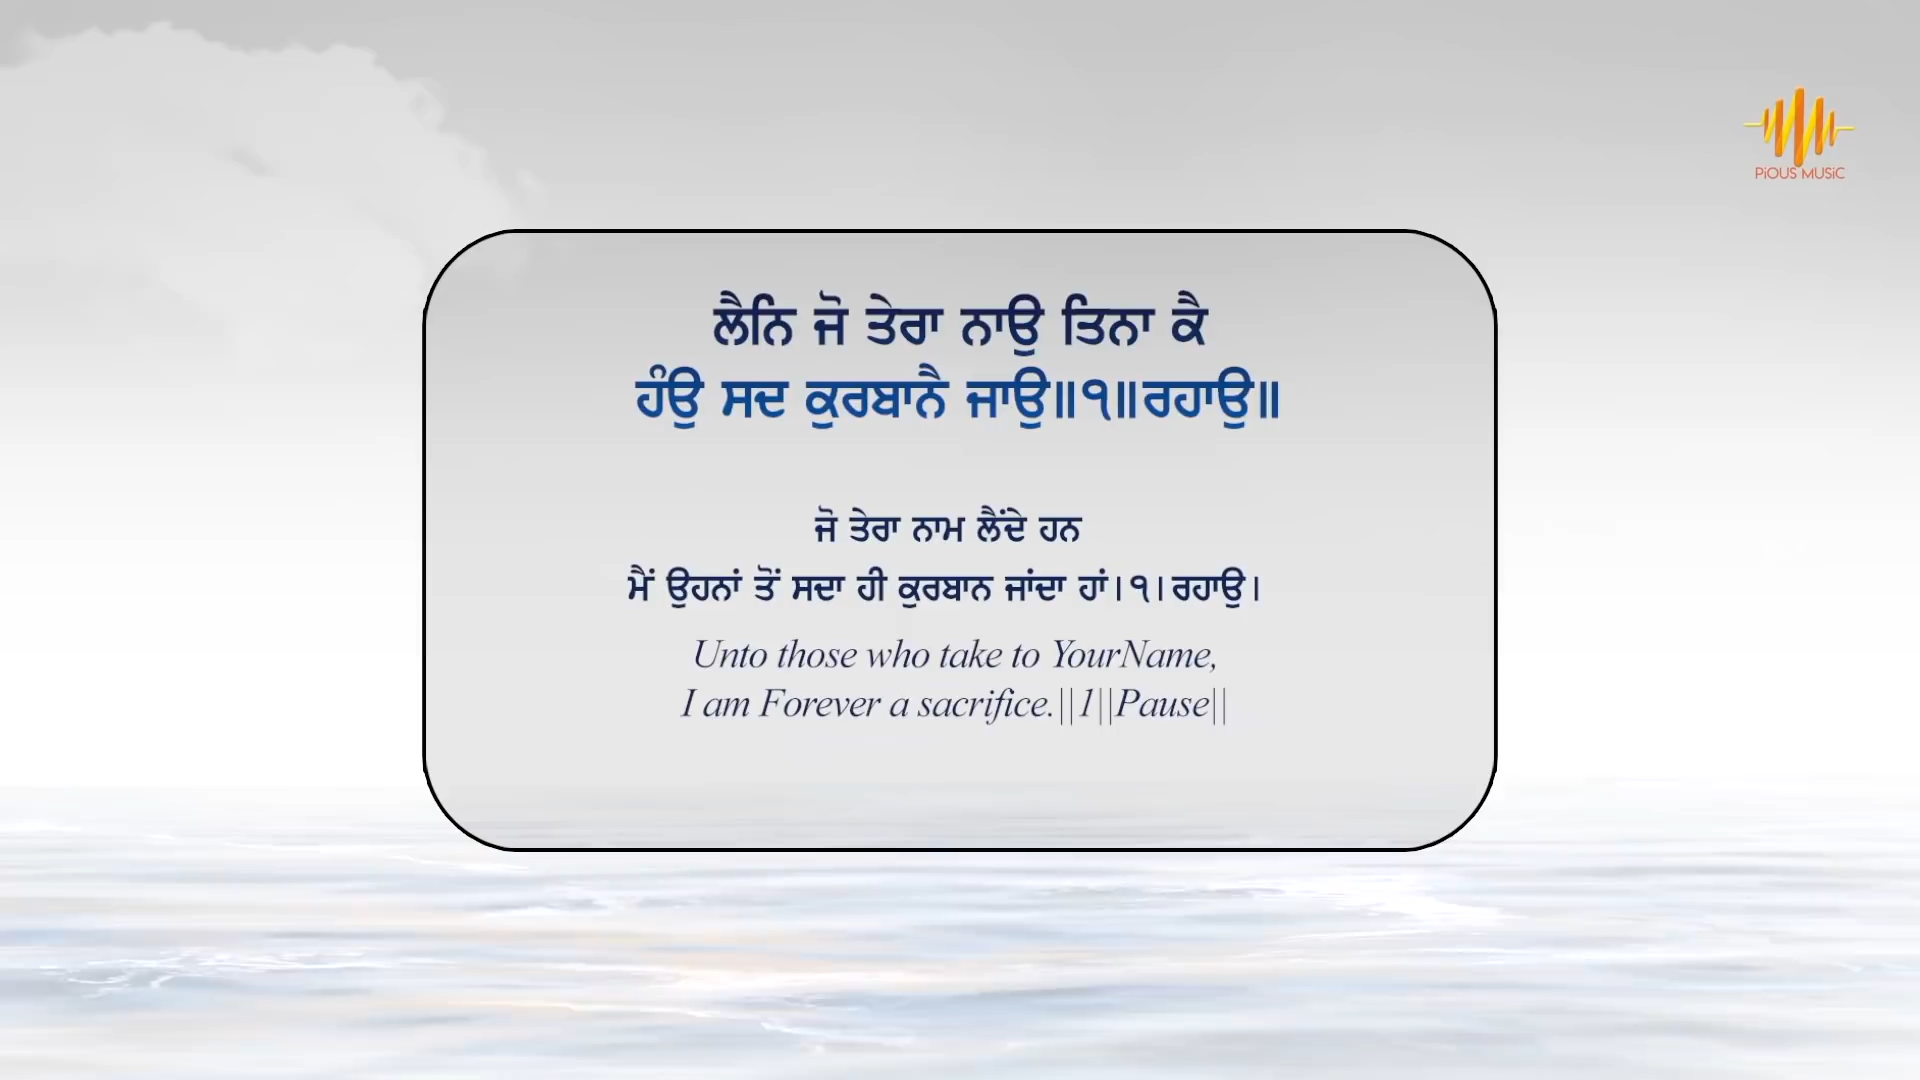 PiOUS MUSiC
ਲੈਨਿ ਜੋ ਤੇਰਾ ਨਾਉ ਤਿਨਾ ਕੈ
ਹੰਉ ਸਦ ਕੁਰਬਾਨੈ ਜਾਉ॥੧॥ਰਹਾਉ॥
ਜੋ ਤੇਰਾ ਨਾਮ ਲੈਂਦੇ ਹਨ
ਮੈਂ ਉਹਨਾਂ ਤੋਂ ਸਦਾ ਹੀ ਕੁਰਬਾਨ ਜਾਂਦਾ ਹਾਂ।੧।ਰਹਾਉ।
Unto those who take to YourName,
I am Forever a sacrifice.||1||Pause||